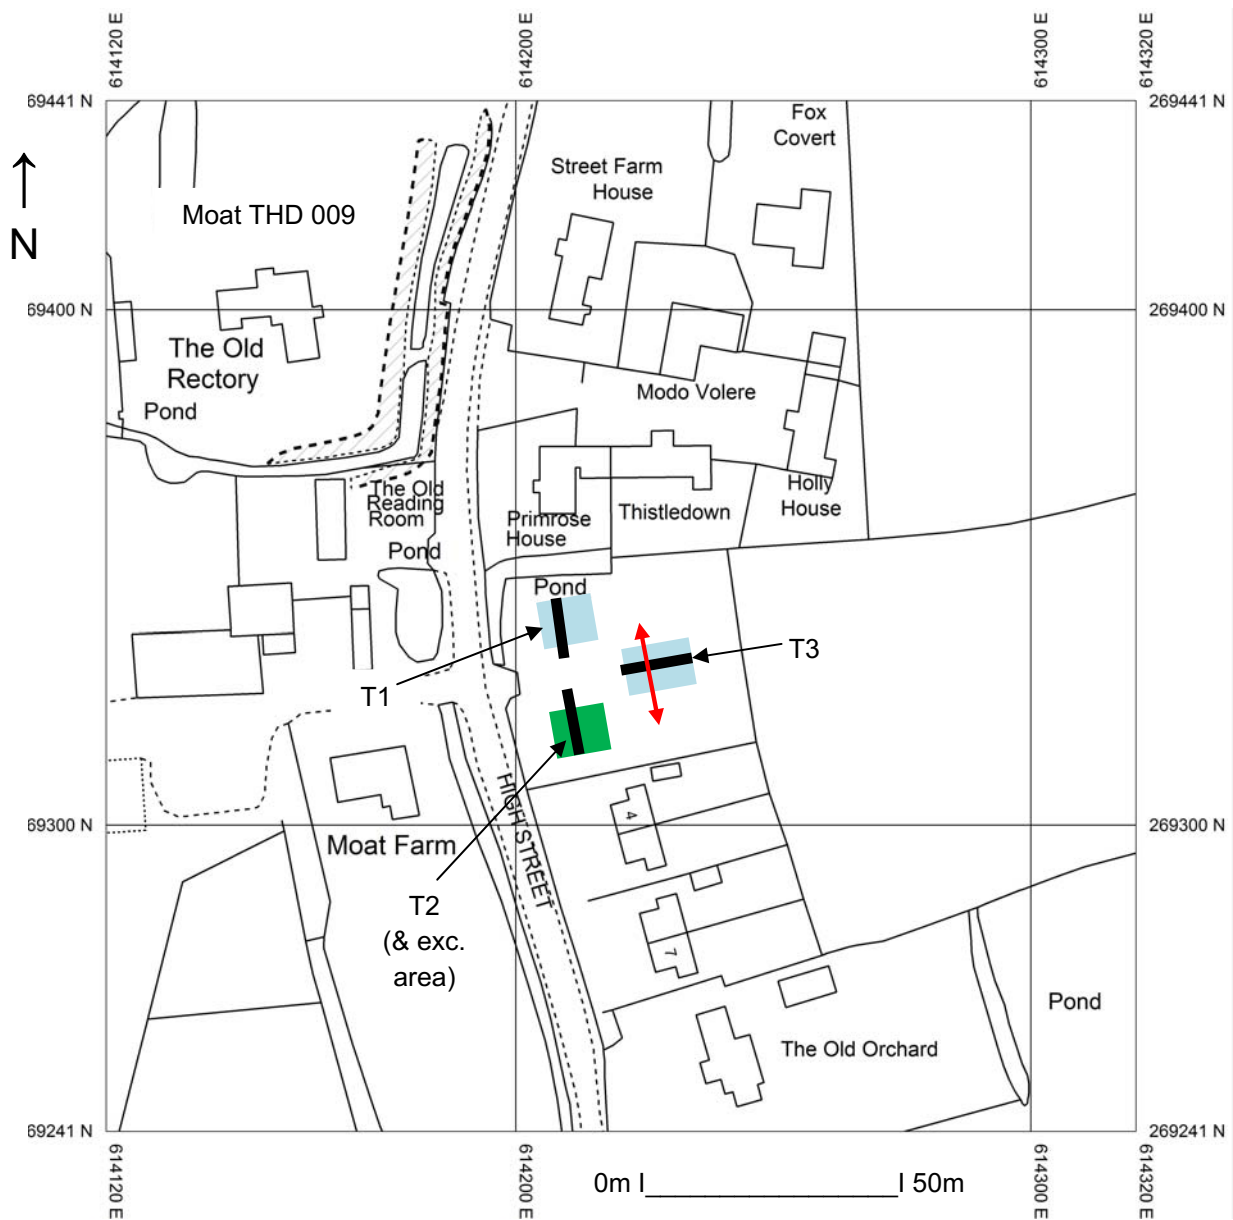 614120 E
614200 E
614300 E
614320 E
69441 N
269441 N
↑
N
Fox
Covert
Street Farm
House
Moat THD 009
69400 N
269400 N
The Old
Rectory
Pond
Modo Volere
The Old
Reading
Room
Primrose
House
Thistledown
Holly
House
Pond
Pond
T1
T3
HIGH STREET
4
69300 N
269300 N
Moat Farm
T2
(& exc.
area)
7
Pond
The Old Orchard
69241 N
269241 N
0m I_________________I 50m
614120 E
614200 E
614300 E
614320 E